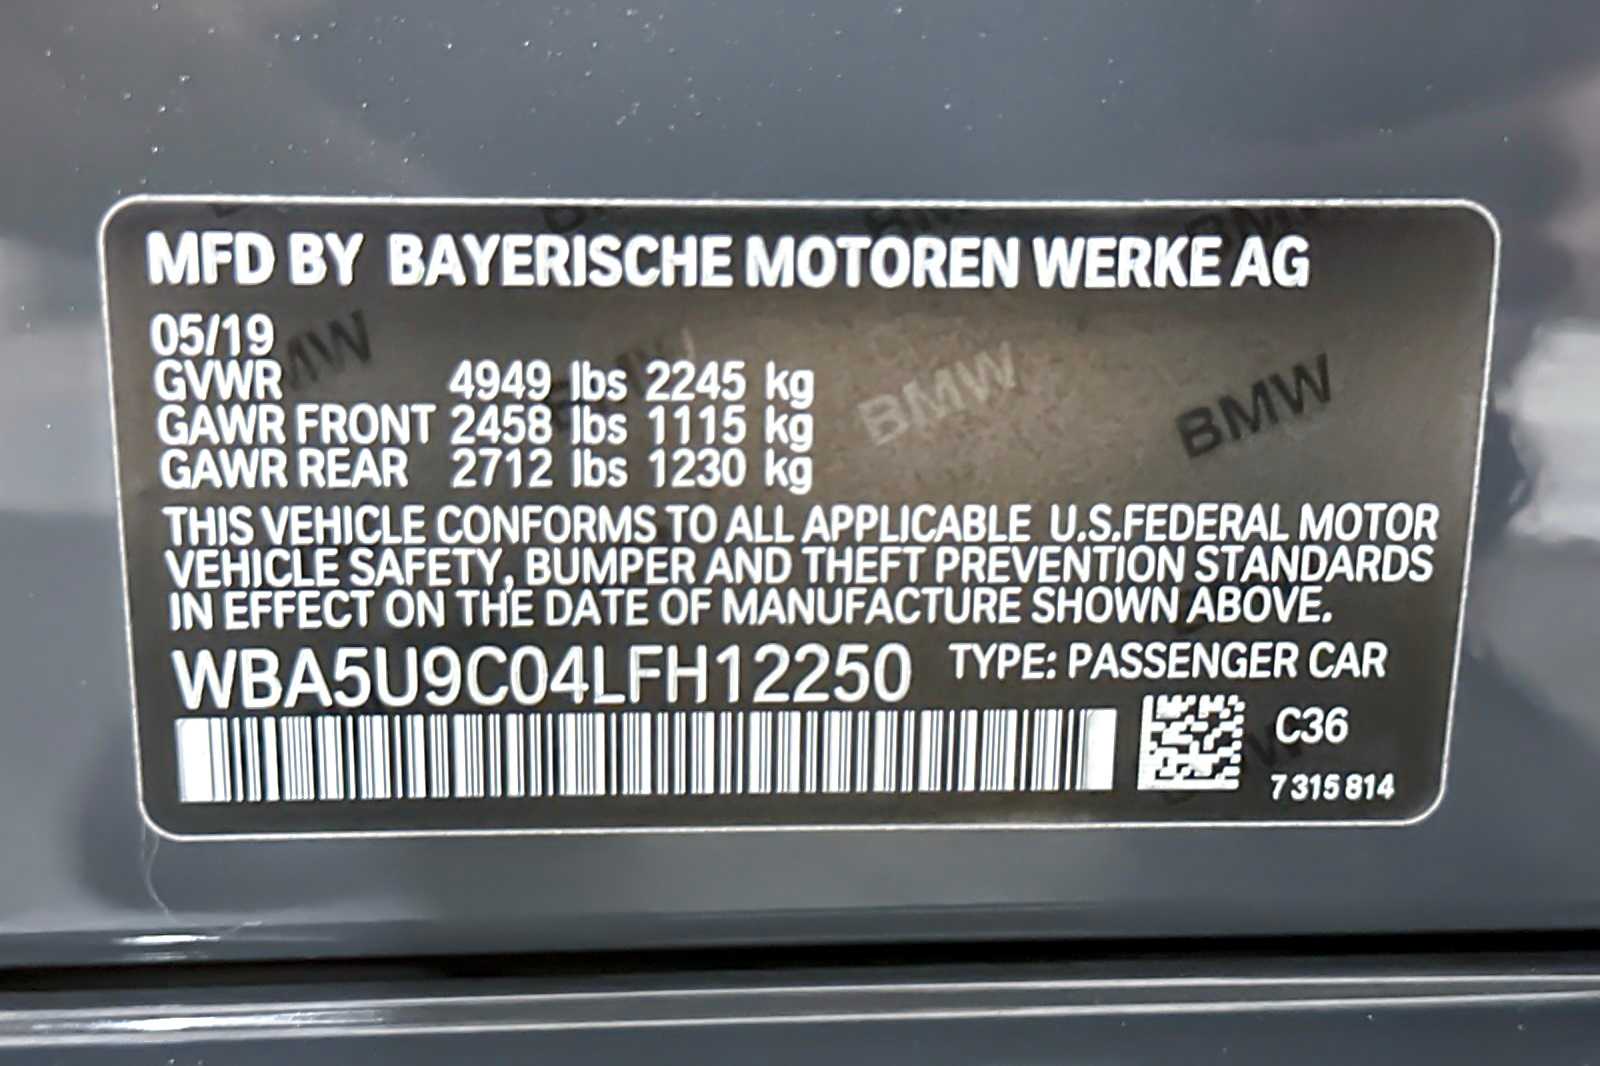 MFD BY BAYERISCHE MOTOREN WERKE AG
05/19
GVWR 4949 lbs 2245 kg
GAWR FRONT 2458 lbs 1115 kg
GAWR REAR 2712 lbs 1230 kg
BMW BMW BMW
THIS VEHICLE CONFORMS TO ALL APPLICABLE U.S.FEDERAL MOTOR
VEHICLE SAFETY, BUMPER AND THEFT PREVENTION STANDARDS
IN EFFECT ON THE DATE OF MANUFACTURE SHOWN ABOVE.
WBA5U9C04LFH12250 TYPE: PASSENGER CAR
C36
7315814